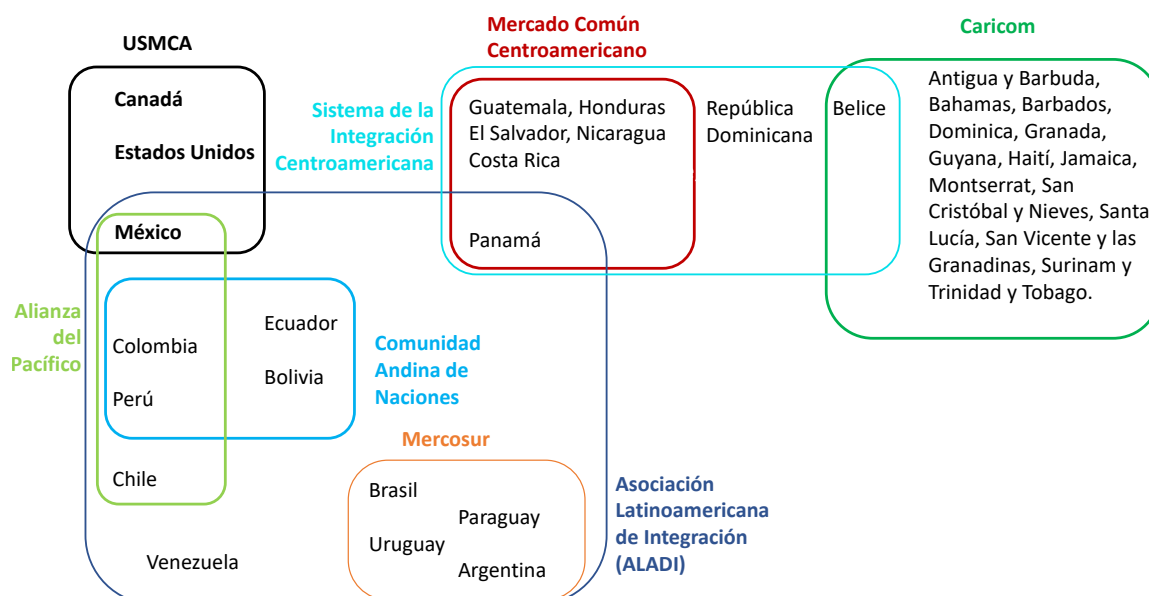 USMCA
Canadá
Estados Unidos
México
Mercado Común
Centroamericano
Caricom
Sistema de la
Integración
Centroamericana
Guatemala, Honduras
El Salvador, Nicaragua
Costa Rica
Panamá
República
Dominicana
Belice
Antigua y Barbuda,
Bahamas, Barbados,
Dominica, Granada,
Guyana, Haití, Jamaica,
Montserrat, San
Cristóbal y Nieves, Santa
Lucía, San Vicente y las
Granadinas, Surinam y
Trinidad y Tobago.
Alianza
del
Pacífico
Colombia
Perú
Chile
Ecuador
Bolivia
Comunidad
Andina de
Naciones
Mercosur
Brasil
Paraguay
Uruguay
Argentina
Asociación
Latinoamericana
de Integración
(ALADI)
Venezuela